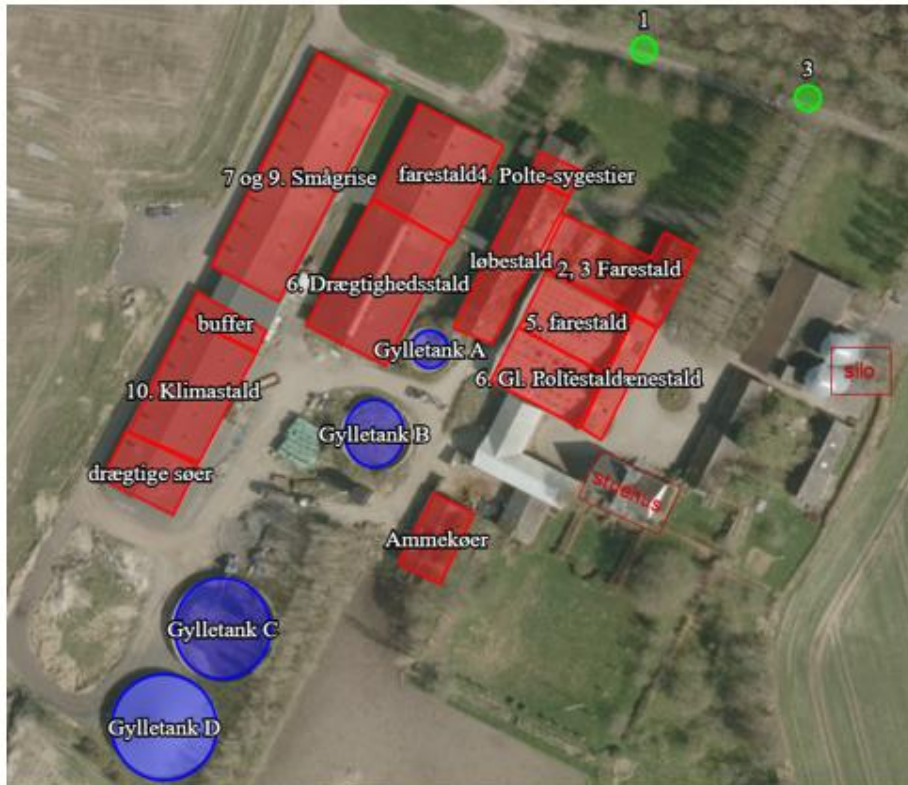 1
3
7 og 9. Smågrise
farestald
4. Polte-sygestier
løbestald
2, 3 Farestald
6. Drægtighedsstald
buffer
5. farestald
Gylletank A
6. Gl. Poltestald
ænestald
silo
10. Klimastald
Gylletank B
drægtige søer
stuehus
Ammekøer
Gylletank C
Gylletank D